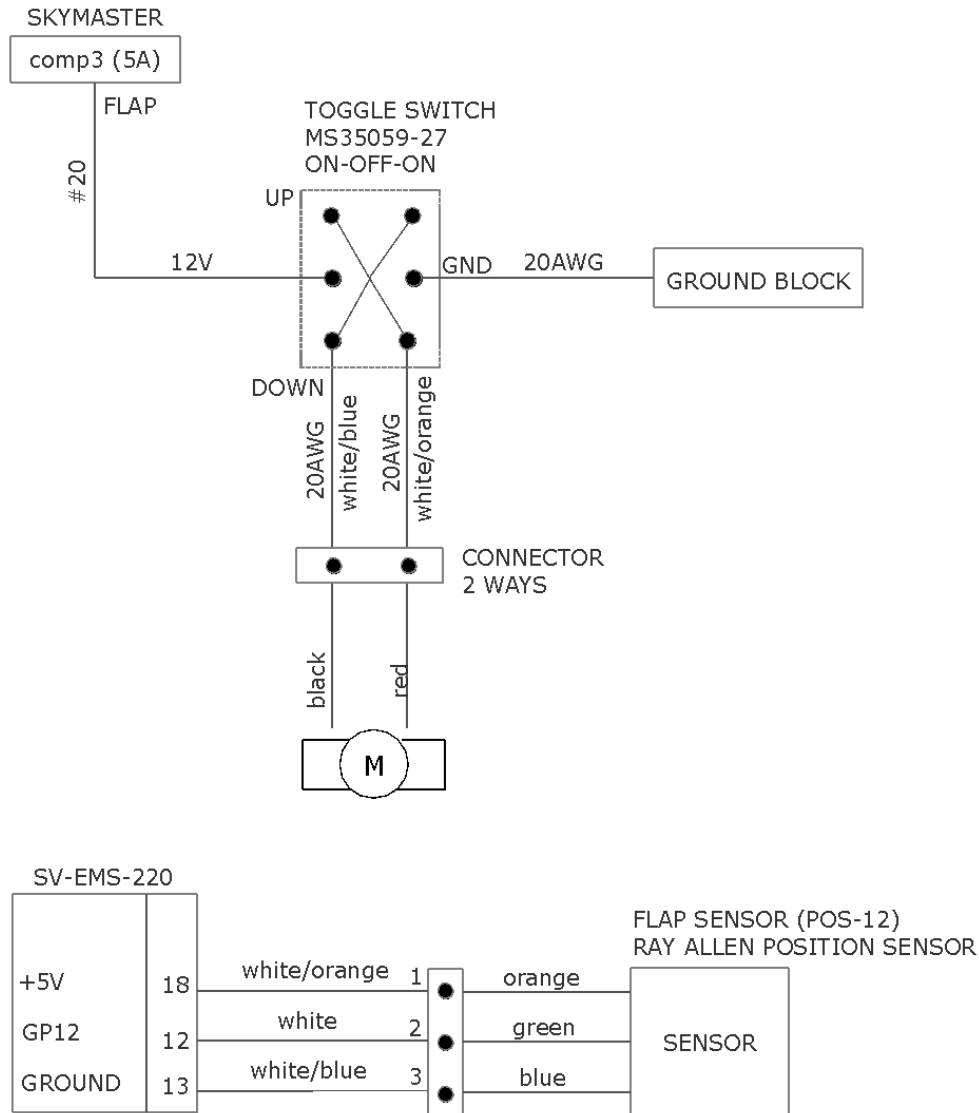 SKYMASTER
comp3 (5A)
FLAP
#20
TOGGLE SWITCH
MS35059-27
ON-OFF-ON
UP
12V
GND
20AWG
GROUND BLOCK
DOWN
20AWG
white/blue
20AWG
white/orange
CONNECTOR
2 WAYS
black
red
M
SV-EMS-220
FLAP SENSOR (POS-12)
RAY ALLEN POSITION SENSOR
+5V
18
white/orange
1
orange
GP12
12
white
2
green
SENSOR
GROUND
13
white/blue
3
blue